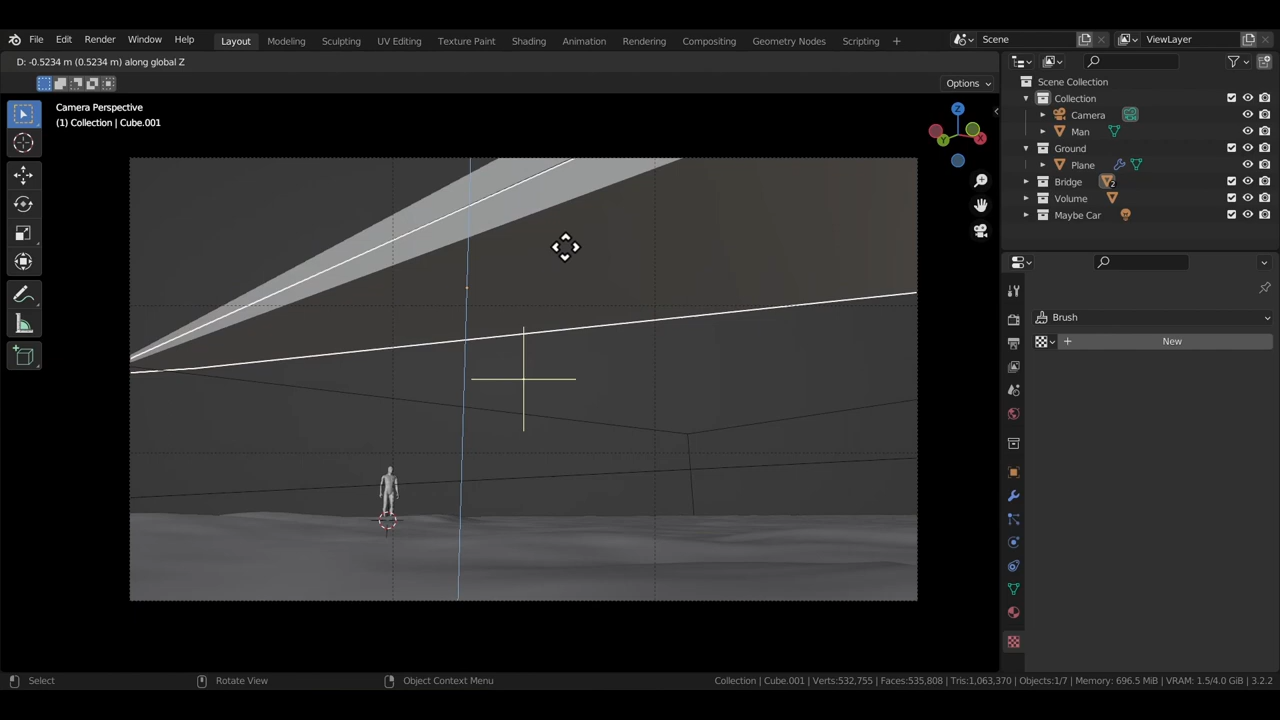 File Edit Render Window Help Layout Modeling Sculpting UV Editing Texture Paint Shading Animation Rendering Compositing Geometry Nodes Scripting + Scene ViewLayer
D: -0.5234 m (0.5234 m) along global Z
Options
Camera Perspective
(1) Collection | Cube.001
Z
Y
X
Scene Collection
Collection
Camera
Man
Ground
Plane
Bridge 2
Volume
Maybe Car
Brush
+ New
Select Rotate View Object Context Menu Collection | Cube.001 | Verts:532,755 | Faces:535,808 | Tris:1,063,370 | Objects:1/7 | Memory: 696.5 MiB | VRAM: 1.5/4.0 GiB | 3.2.2